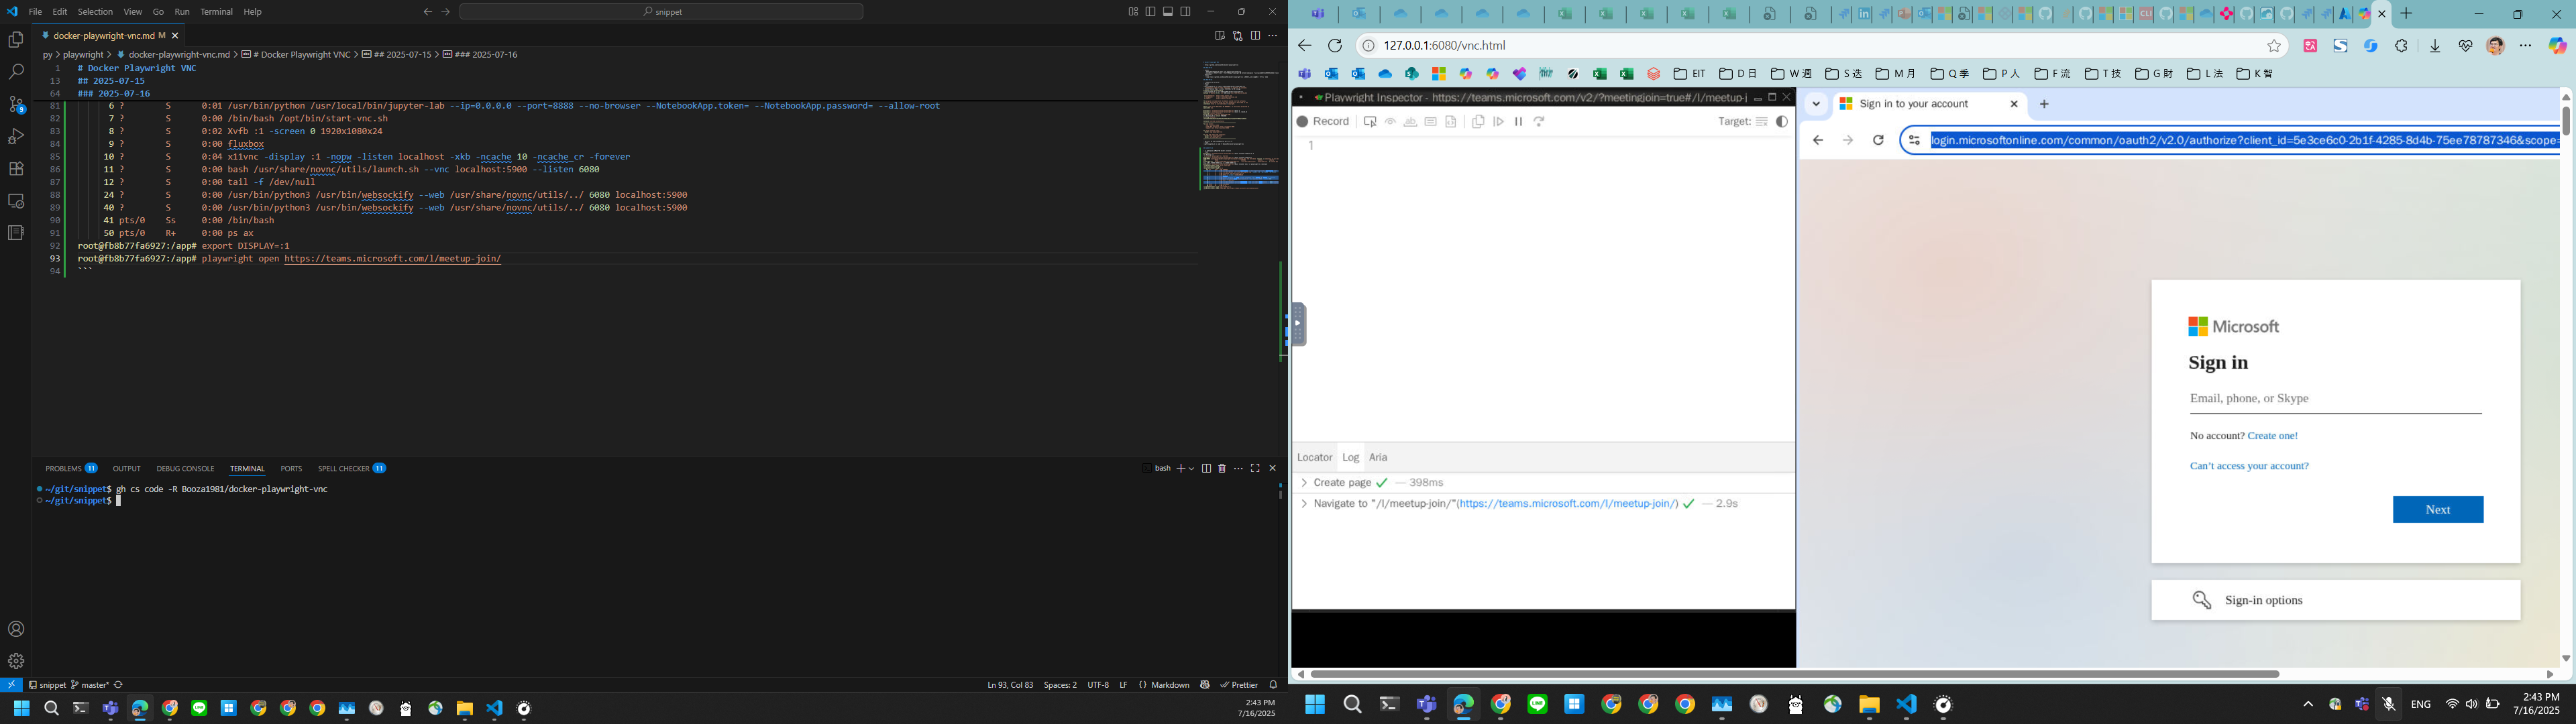 File Edit Selection View Go Run Terminal Help
snippet
docker-playwright-vnc.md M
py > playwright > docker-playwright-vnc.md > # Docker Playwright VNC > ## 2025-07-15 > ### 2025-07-16
1 # Docker Playwright VNC
13 ## 2025-07-15
64 ### 2025-07-16
81 6 ? S 0:01 /usr/bin/python /usr/local/bin/jupyter-lab --ip=0.0.0.0 --port=8888 --no-browser --NotebookApp.token= --NotebookApp.password= --allow-root
82 7 ? S 0:00 /bin/bash /opt/bin/start-vnc.sh
83 8 ? S 0:02 Xvfb :1 -screen 0 1920x1080x24
84 9 ? S 0:00 fluxbox
85 10 ? S 0:04 x11vnc -display :1 -nopw -listen localhost -xkb -ncache 10 -ncache_cr -forever
86 11 ? S 0:00 bash /usr/share/novnc/utils/launch.sh --vnc localhost:5900 --listen 6080
87 12 ? S 0:00 tail -f /dev/null
88 24 ? S 0:00 /usr/bin/python3 /usr/bin/websockify --web /usr/share/novnc/utils/../ 6080 localhost:5900
89 40 ? S 0:00 /usr/bin/python3 /usr/bin/websockify --web /usr/share/novnc/utils/../ 6080 localhost:5900
90 41 pts/0 Ss 0:00 /bin/bash
91 50 pts/0 R+ 0:00 ps ax
92 root@fb8b77fa6927:/app# export DISPLAY=:1
93 root@fb8b77fa6927:/app# playwright open https://teams.microsoft.com/l/meetup-join/
94 ```
PROBLEMS 11 OUTPUT DEBUG CONSOLE TERMINAL PORTS SPELL CHECKER 11
bash
~/git/snippet$ gh cs code -R Booza1981/docker-playwright-vnc
~/git/snippet$
snippet master* Ln 93, Col 83 Spaces: 2 UTF-8 LF {} Markdown Prettier
2:43 PM
7/16/2025
127.0.0.1:6080/vnc.html
EIT D 日 W 週 S 选 M 月 Q 季 P 人 F 流 T 技 G 财 L 法 K 智
Playwright Inspector - https://teams.microsoft.com/v2/?meetingjoin=true#/l/meetup-j
Record
Target:
1
Locator Log Aria
Create page — 398ms
Navigate to "/l/meetup-join/"(https://teams.microsoft.com/l/meetup-join/) — 2.9s
Sign in to your account
login.microsoftonline.com/common/oauth2/v2.0/authorize?client_id=5e3ce6c0-2b1f-4285-8d4b-75ee78787346&scope=
Microsoft
Sign in
Email, phone, or Skype
No account? Create one!
Can't access your account?
Next
Sign-in options
ENG
2:43 PM
7/16/2025